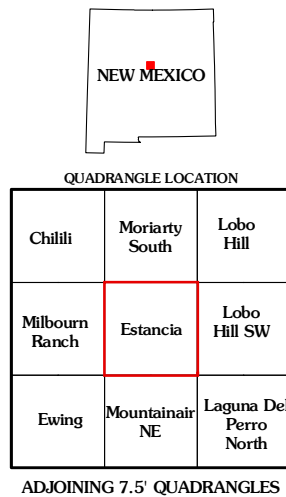 NEW MEXICO
QUADRANGLE LOCATION
Chilili
Moriarty
South
Lobo
Hill
Milbourn
Ranch
Estancia
Lobo
Hill SW
Ewing
Mountainair
NE
Laguna Del
Perro
North
ADJOINING 7.5' QUADRANGLES